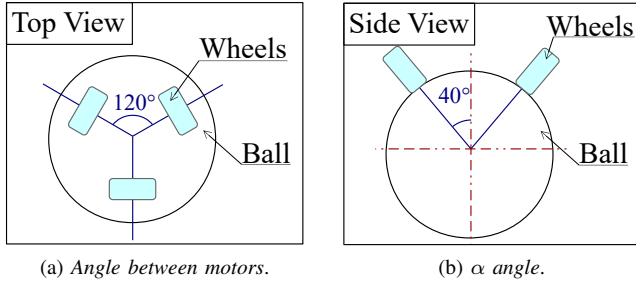 Top View
Wheels
120°
Ball
(a) Angle between motors.
Side View
Wheels
40°
Ball
(b) α angle.